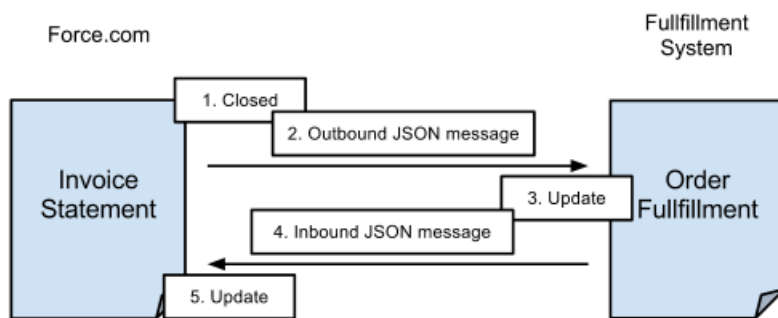 Force.com
Fullfillment
System
1. Closed
2. Outbound JSON message
Invoice
Statement
3. Update
Order
Fullfillment
4. Inbound JSON message
5. Update